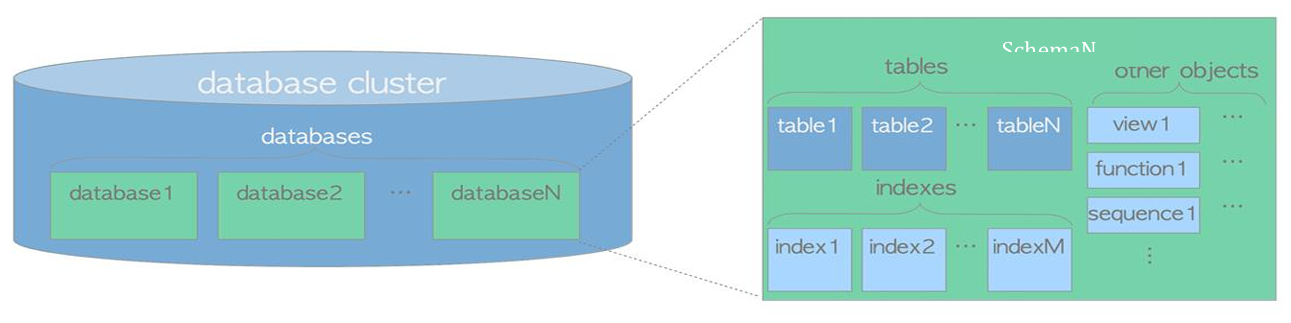 database cluster
databases
database1 database2 ... databaseN
SchemaN
tables
other objects
table1 table2 ... tableN
view1 ...
function1 ...
indexes
sequence1 ...
index1 index2 ... indexM
⋮